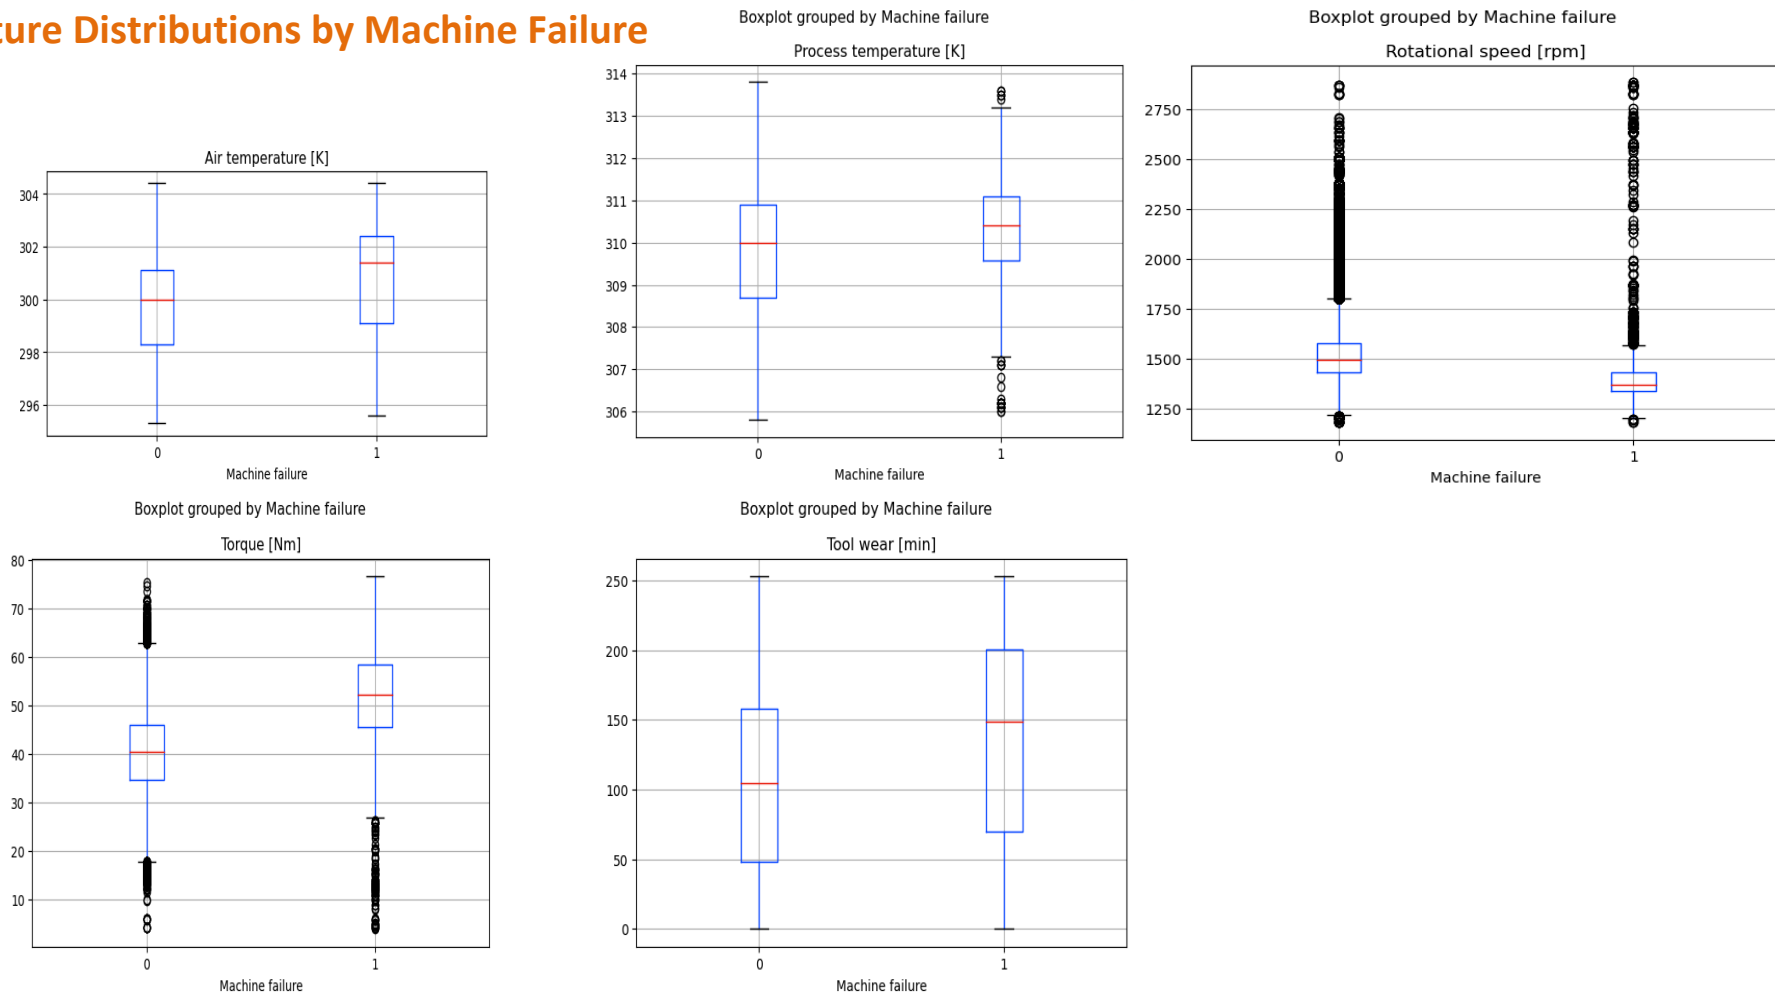 ture Distributions by Machine Failure
Air temperature [K]
304
302
300
298
296
0 1
Machine failure
Boxplot grouped by Machine failure
Process temperature [K]
314
313
312
311
310
309
308
307
306
0 1
Machine failure
Boxplot grouped by Machine failure
Rotational speed [rpm]
2750
2500
2250
2000
1750
1500
1250
0 1
Machine failure
Boxplot grouped by Machine failure
Torque [Nm]
80
70
60
50
40
30
20
10
0 1
Machine failure
Boxplot grouped by Machine failure
Tool wear [min]
250
200
150
100
50
0
0 1
Machine failure